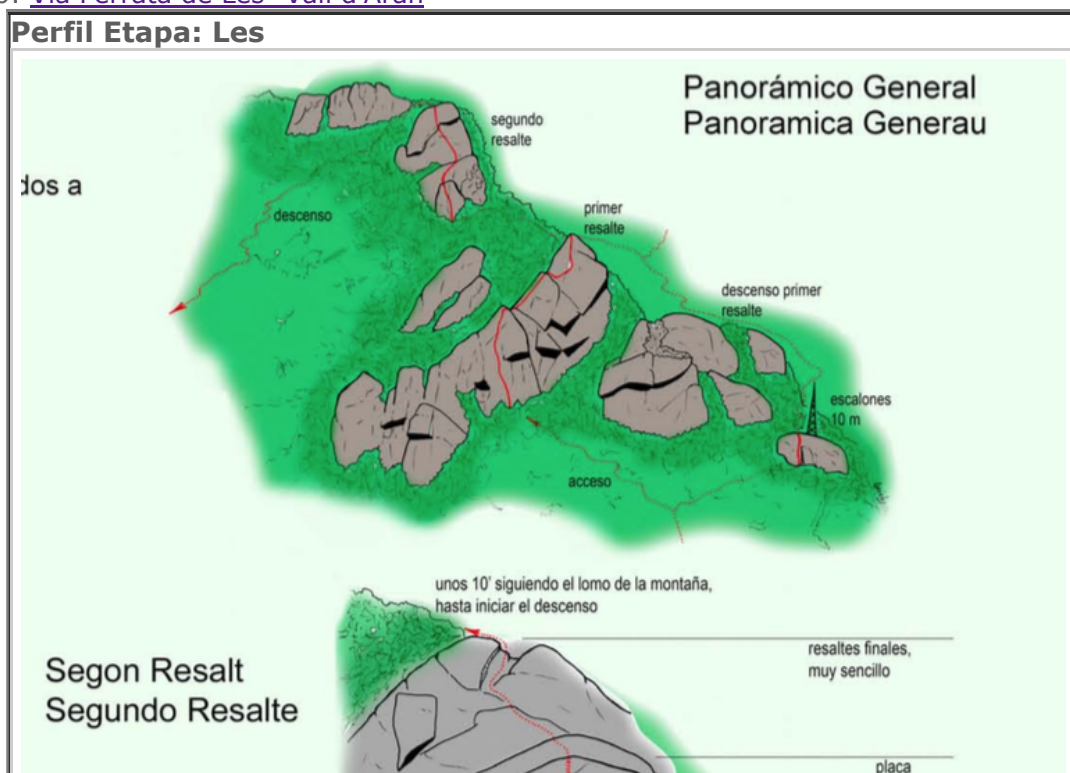 Via Ferrata de Les- Vall d'Aran
Perfil Etapa: Les
Panorámico General
Panoramica Generau
segundo
resalte
dos a
descenso
primer
resalte
descenso primer
resalte
escalones
10 m
acceso
unos 10' siguiendo el lomo de la montaña,
hasta iniciar el descenso
resaltes finales,
muy sencillo
Segon Resalt
Segundo Resalte
placa